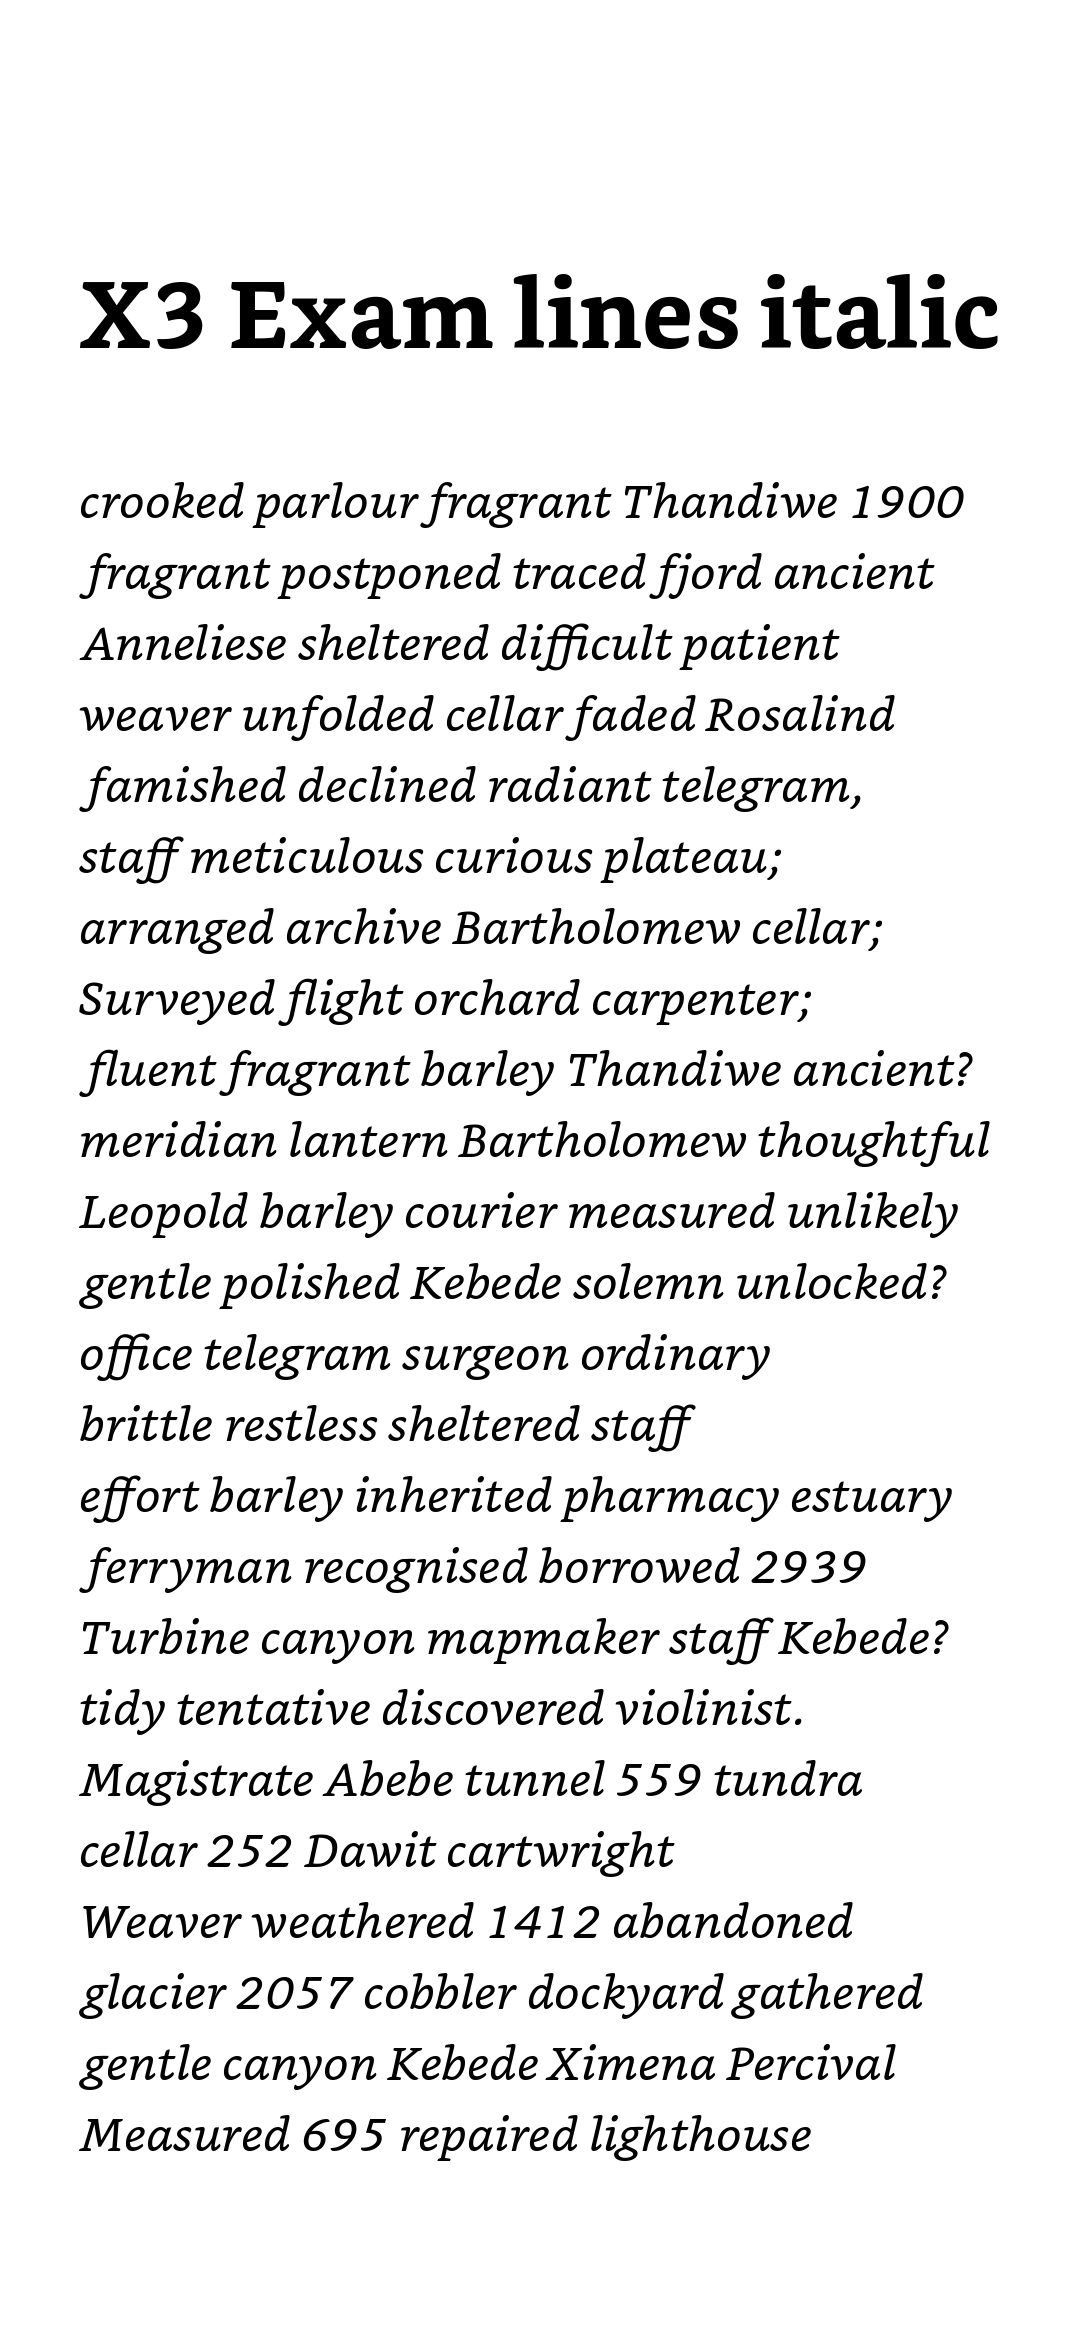 X3 Exam lines italic
crooked parlour fragrant Thandiwe 1900
fragrant postponed traced fjord ancient
Anneliese sheltered difficult patient
weaver unfolded cellar faded Rosalind
famished declined radiant telegram,
staff meticulous curious plateau;
arranged archive Bartholomew cellar;
Surveyed flight orchard carpenter;
fluent fragrant barley Thandiwe ancient?
meridian lantern Bartholomew thoughtful
Leopold barley courier measured unlikely
gentle polished Kebede solemn unlocked?
office telegram surgeon ordinary
brittle restless sheltered staff
effort barley inherited pharmacy estuary
ferryman recognised borrowed 2939
Turbine canyon mapmaker staff Kebede?
tidy tentative discovered violinist.
Magistrate Abebe tunnel 559 tundra
cellar 252 Dawit cartwright
Weaver weathered 1412 abandoned
glacier 2057 cobbler dockyard gathered
gentle canyon Kebede Ximena Percival
Measured 695 repaired lighthouse